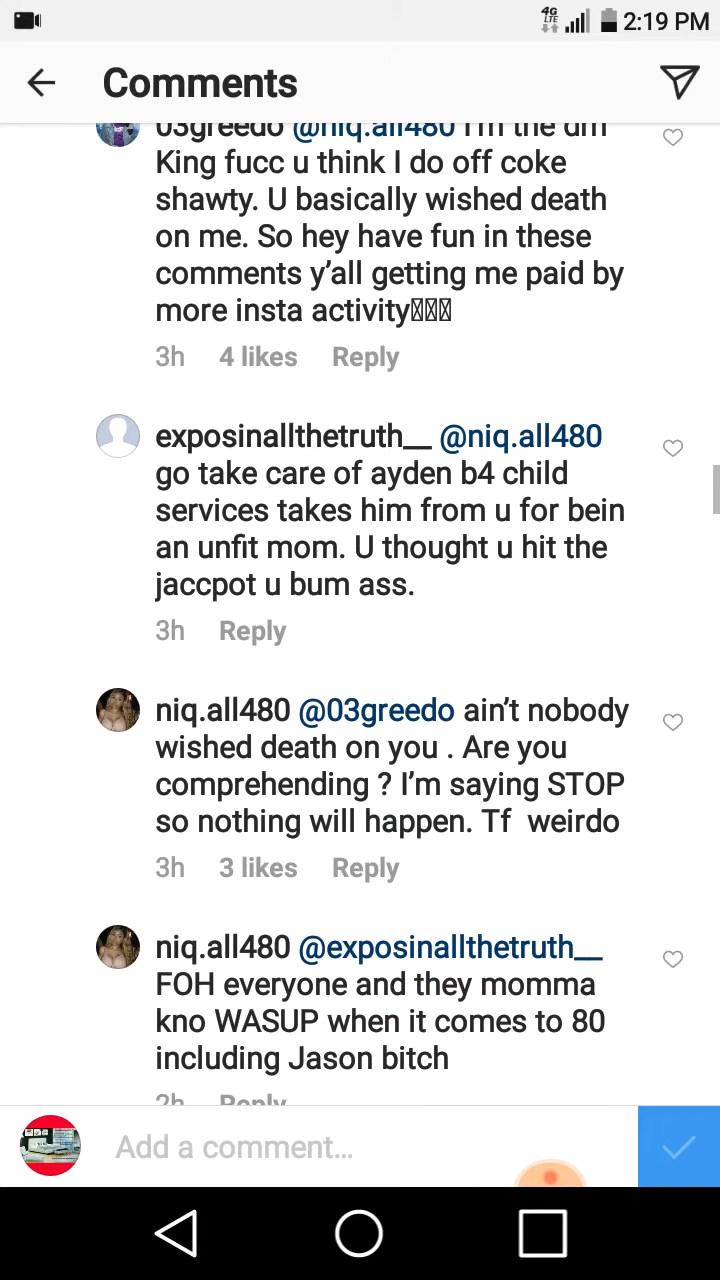 4G
LTE
2:19 PM
Comments
03greedo @niq.all480 I'm the dm
King fucc u think I do off coke
shawty. U basically wished death
on me. So hey have fun in these
comments y’all getting me paid by
more insta activity
3h 4 likes Reply
exposinallthetruth__ @niq.all480
go take care of ayden b4 child
services takes him from u for bein
an unfit mom. U thought u hit the
jaccpot u bum ass.
3h Reply
niq.all480 @03greedo ain’t nobody
wished death on you . Are you
comprehending ? I’m saying STOP
so nothing will happen. Tf weirdo
3h 3 likes Reply
niq.all480 @exposinallthetruth__
FOH everyone and they momma
kno WASUP when it comes to 80
including Jason bitch
2h Reply
Add a comment...